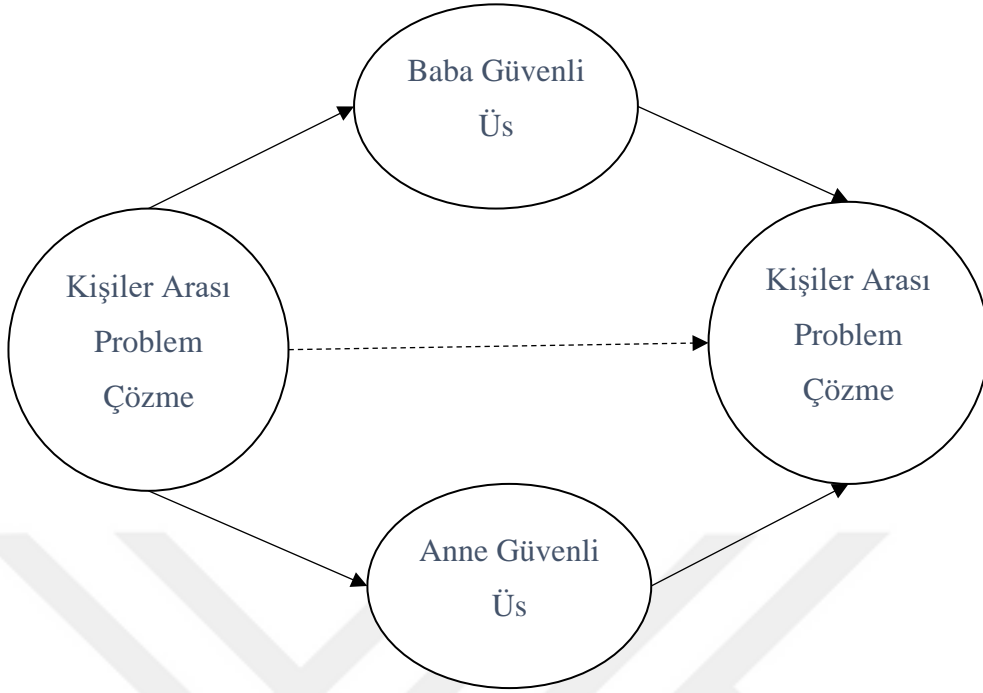 Baba Güvenli
Üs
Kişiler Arası
Problem
Çözme
Kişiler Arası
Problem
Çözme
Anne Güvenli
Üs